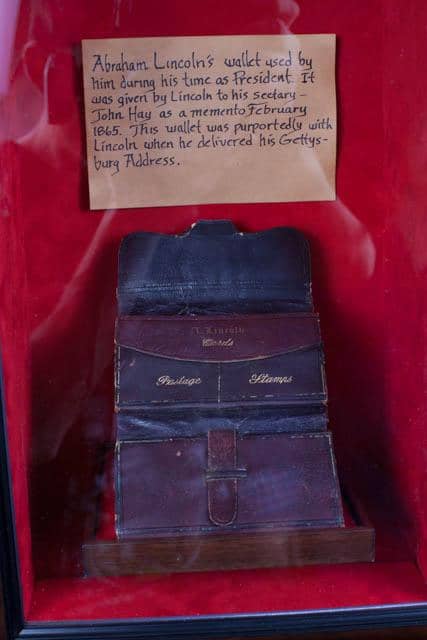 Abraham Lincoln's wallet used by
him during his time as President. It
was given by Lincoln to his sectary -
John Hay as a memento February
1865. This wallet was purportedly with
Lincoln when he delivered his Gettys-
burg Address.
A. Lincoln
Cards
Postage Stamps